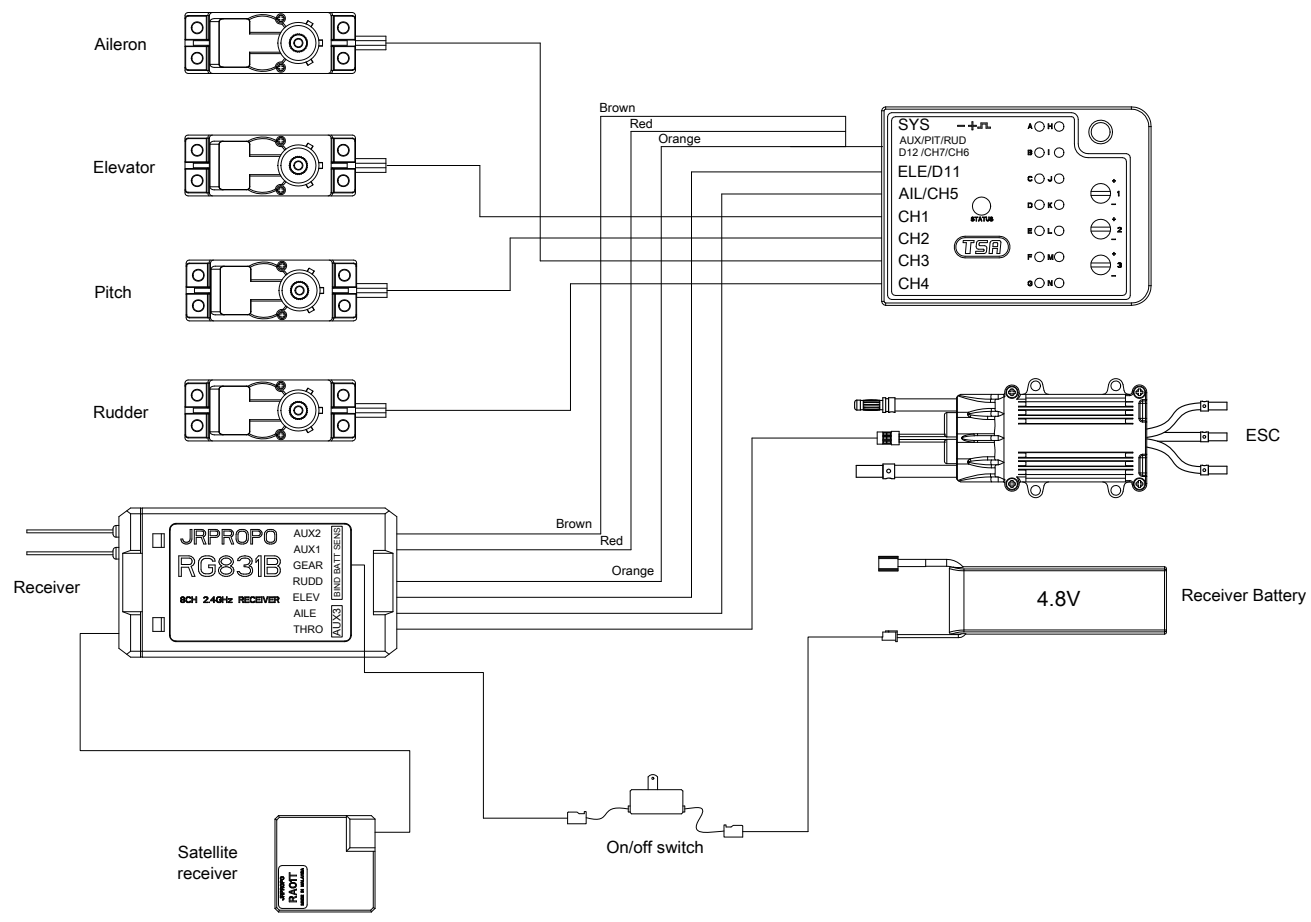 Aileron
Elevator
Pitch
Rudder
Brown
Red
Orange
SYS
AUX/PIT/RUD
D12 /CH7/CH6
ELE/D11
AIL/CH5
CH1
CH2
CH3
CH4
STATUS
TSA
A H
B I
C J
D K
E L
F M
G N
+ 1 -
+ 2 -
+ 3 -
ESC
Receiver
JRPROPO
RG831B
8CH 2.4GHz RECEIVER
AUX2
AUX1
GEAR
RUDD
ELEV
AILE
THRO
BIND BATT SENS
AUX3
Brown
Red
Orange
4.8V
Receiver Battery
On/off switch
Satellite
receiver
JRPROPO
RA01T